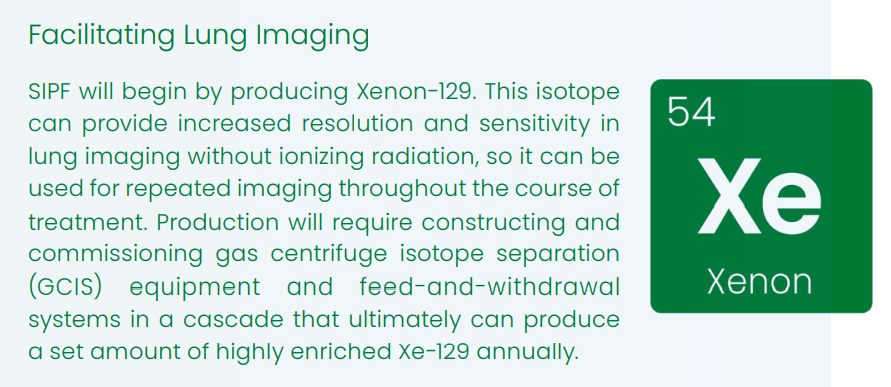 Facilitating Lung Imaging
SIPF will begin by producing Xenon-129. This isotope
can provide increased resolution and sensitivity in
lung imaging without ionizing radiation, so it can be
used for repeated imaging throughout the course of
treatment. Production will require constructing and
commissioning gas centrifuge isotope separation
(GCIS) equipment and feed-and-withdrawal
systems in a cascade that ultimately can produce
a set amount of highly enriched Xe-129 annually.
54
Xe
Xenon